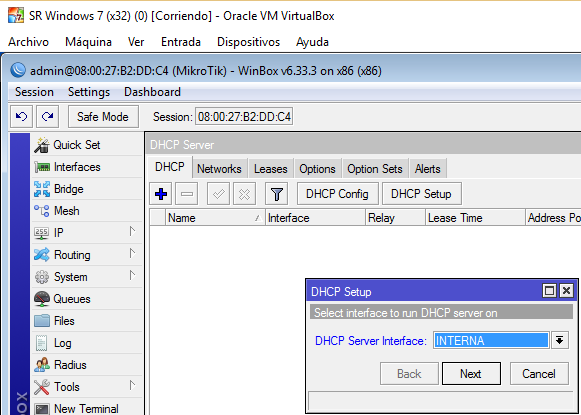 SR Windows 7 (x32) (0) [Corriendo] - Oracle VM VirtualBox
Archivo Máquina Ver Entrada Dispositivos Ayuda
admin@08:00:27:B2:DD:C4 (MikroTik) - WinBox v6.33.3 on x86 (x86)
Session Settings Dashboard
Safe Mode Session: 08:00:27:B2:DD:C4
Quick Set
Interfaces
Bridge
Mesh
IP
Routing
System
Queues
Files
Log
Radius
Tools
New Terminal
DHCP Server
DHCP Networks Leases Options Option Sets Alerts
DHCP Config DHCP Setup
Name Interface Relay Lease Time Address Po
DHCP Setup
Select interface to run DHCP server on
DHCP Server Interface: INTERNA
Back Next Cancel
OX